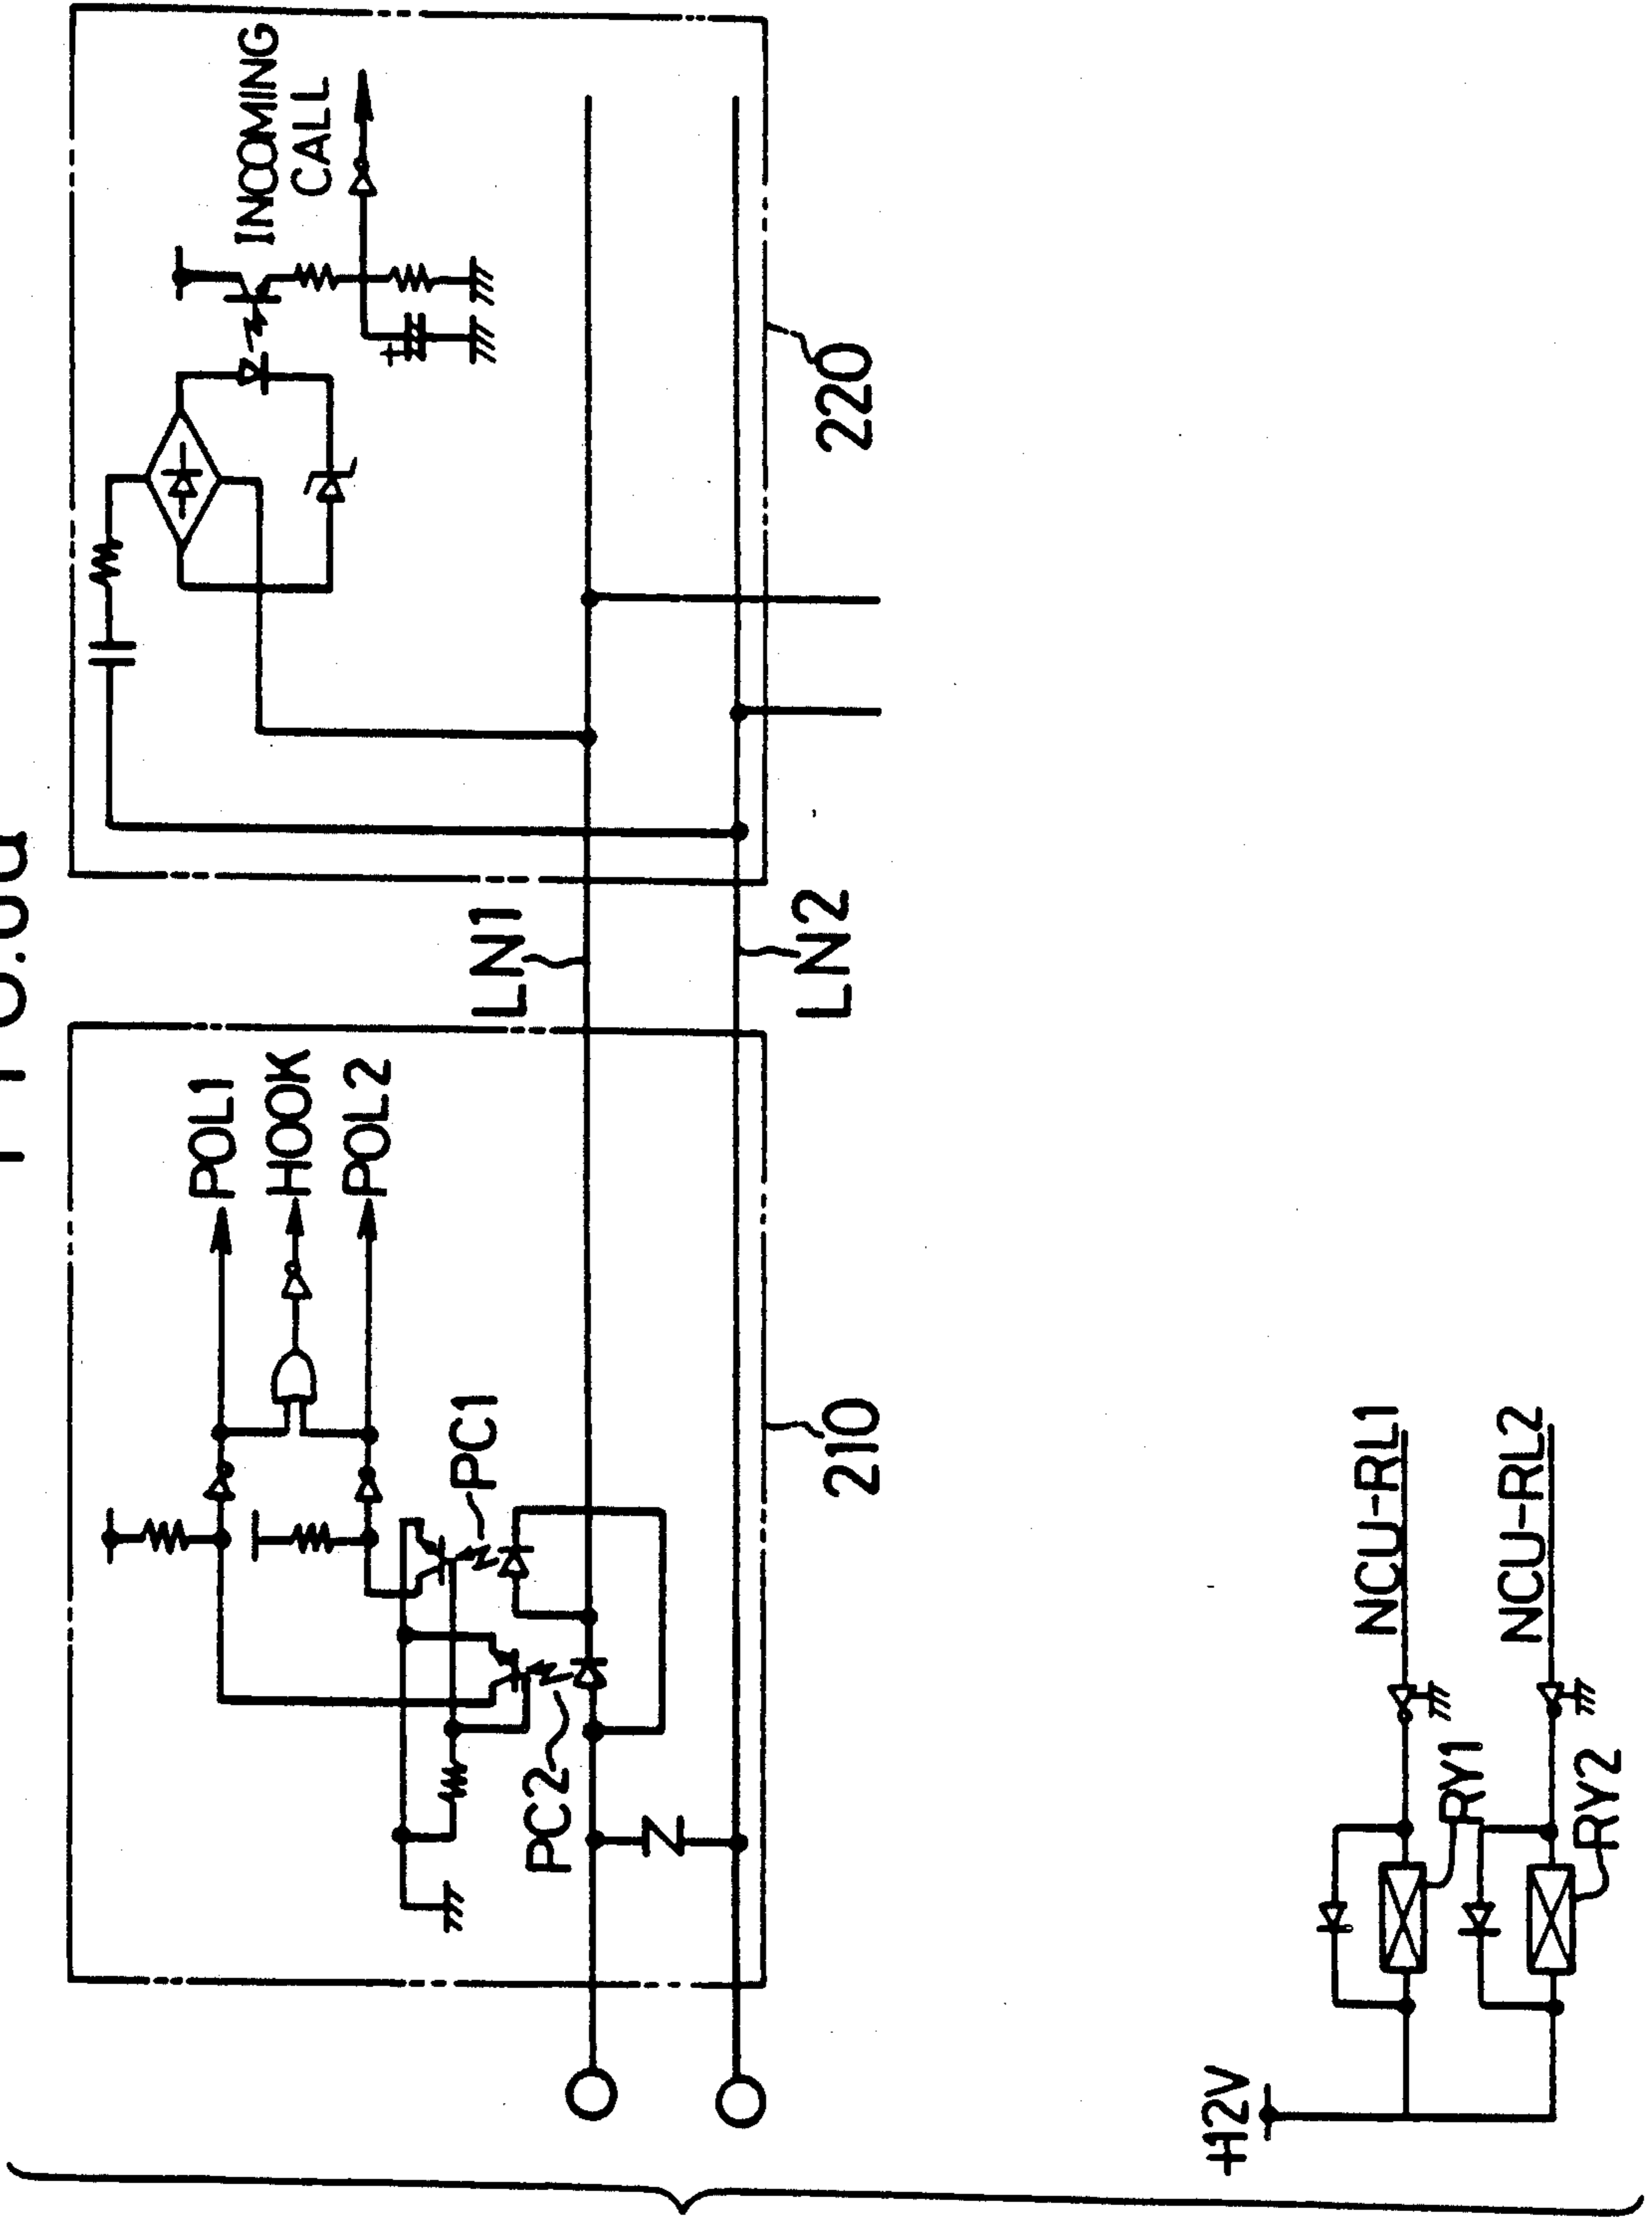 POL1
HOOK
POL2
PC1
PC2
210
LN1
LN2
INCOMING
CALL
220
+12V
NCU-RL1
RY1
NCU-RL2
RY2